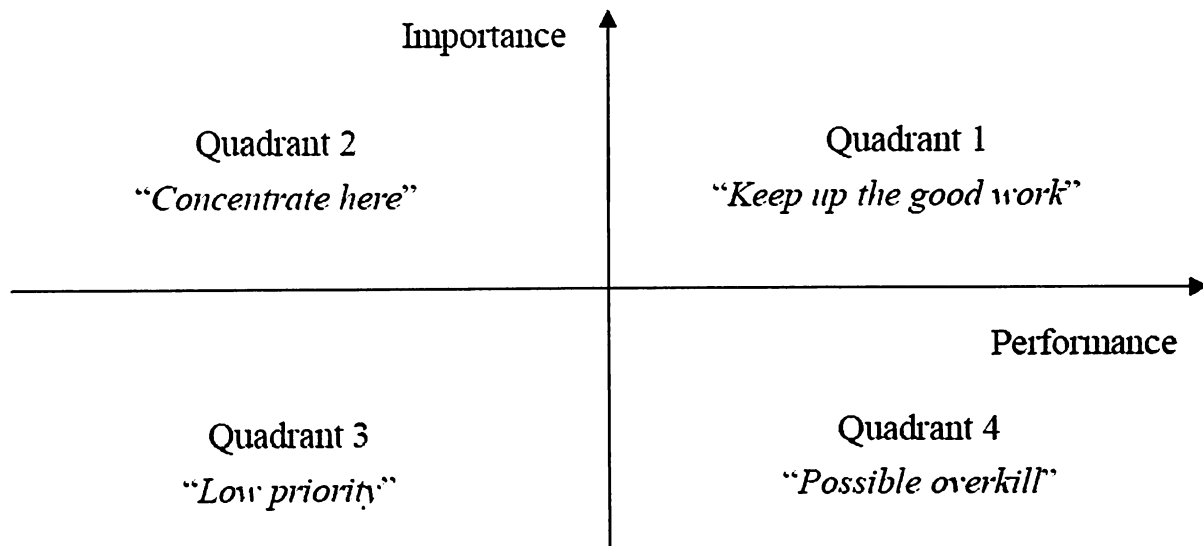 Importance
Quadrant 2
“Concentrate here”
Quadrant 1
“Keep up the good work”
Performance
Quadrant 3
“Low priority”
Quadrant 4
“Possible overkill”